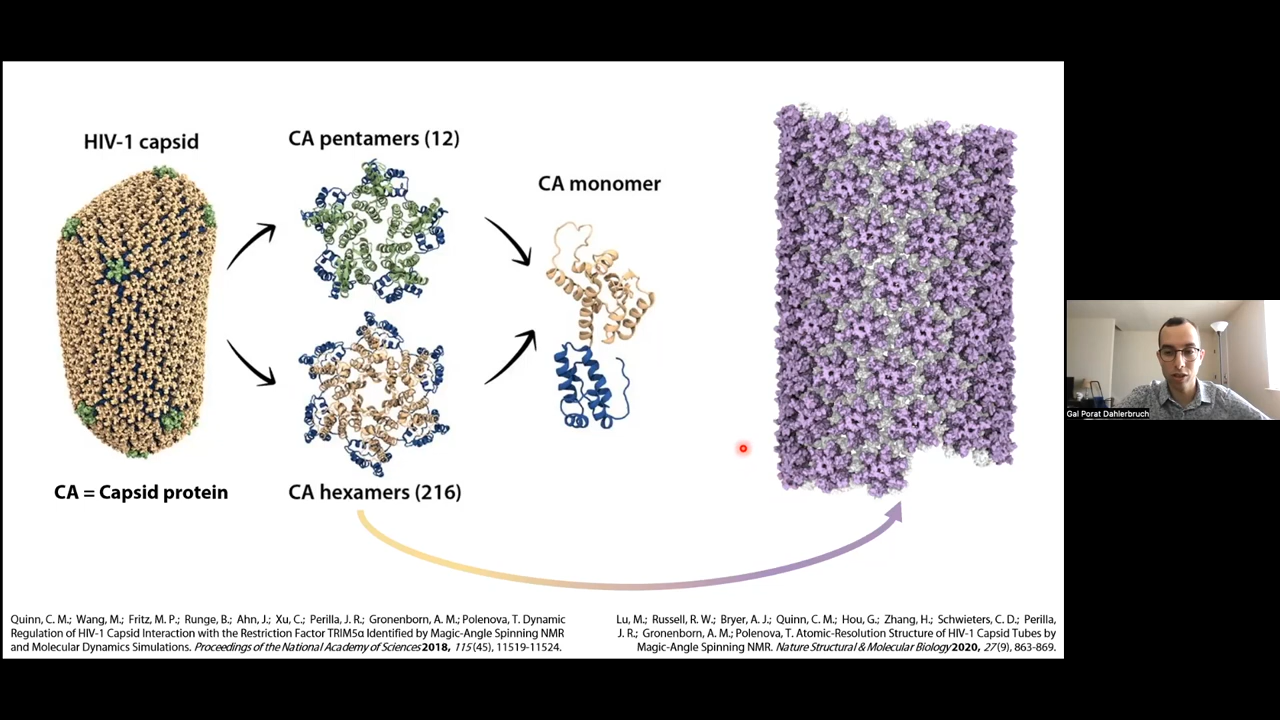 HIV-1 capsid
CA = Capsid protein
CA pentamers (12)
CA hexamers (216)
CA monomer
Quinn, C. M.; Wang, M.; Fritz, M. P.; Runge, B.; Ahn, J.; Xu, C.; Perilla, J. R.; Gronenborn, A. M.; Polenova, T. Dynamic
Regulation of HIV-1 Capsid Interaction with the Restriction Factor TRIM5α Identified by Magic-Angle Spinning NMR
and Molecular Dynamics Simulations. Proceedings of the National Academy of Sciences 2018, 115 (45), 11519-11524.
Lu, M.; Russell, R. W.; Bryer, A. J.; Quinn, C. M.; Hou, G.; Zhang, H.; Schwieters, C. D.; Perilla,
J. R.; Gronenborn, A. M.; Polenova, T. Atomic-Resolution Structure of HIV-1 Capsid Tubes by
Magic-Angle Spinning NMR. Nature Structural & Molecular Biology 2020, 27 (9), 863-869.
Gal Porat Dahlerbruch